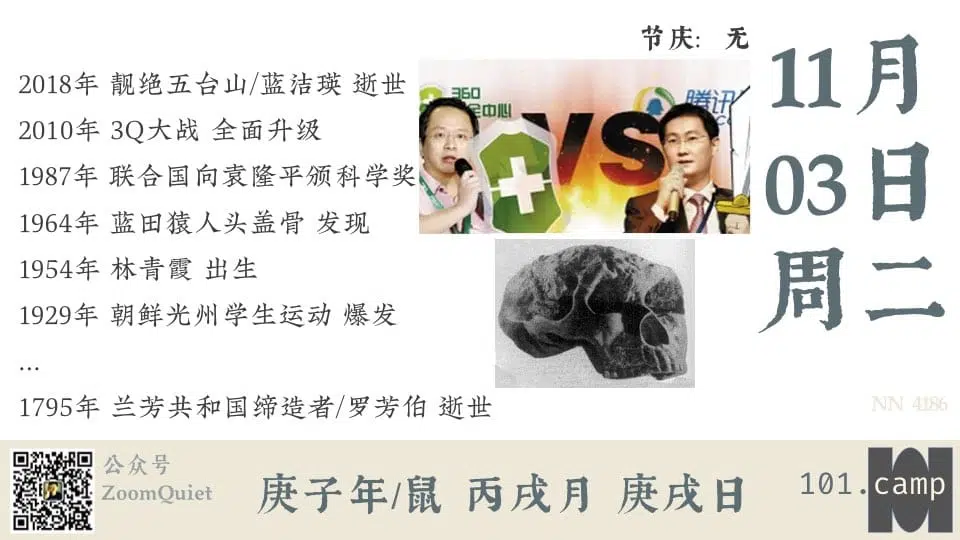 节庆: 无
11月
03日
周二
2018年 靓绝五台山/蓝洁瑛 逝世
2010年 3Q大战 全面升级
1987年 联合国向袁隆平颁科学奖
1964年 蓝田猿人头盖骨 发现
1954年 林青霞 出生
1929年 朝鲜光州学生运动 爆发
...
1795年 兰芳共和国缔造者/罗芳伯 逝世
360
中心
VS
腾讯
公众号
ZoomQuiet
庚子年/鼠 丙戌月 庚戌日
101.camp